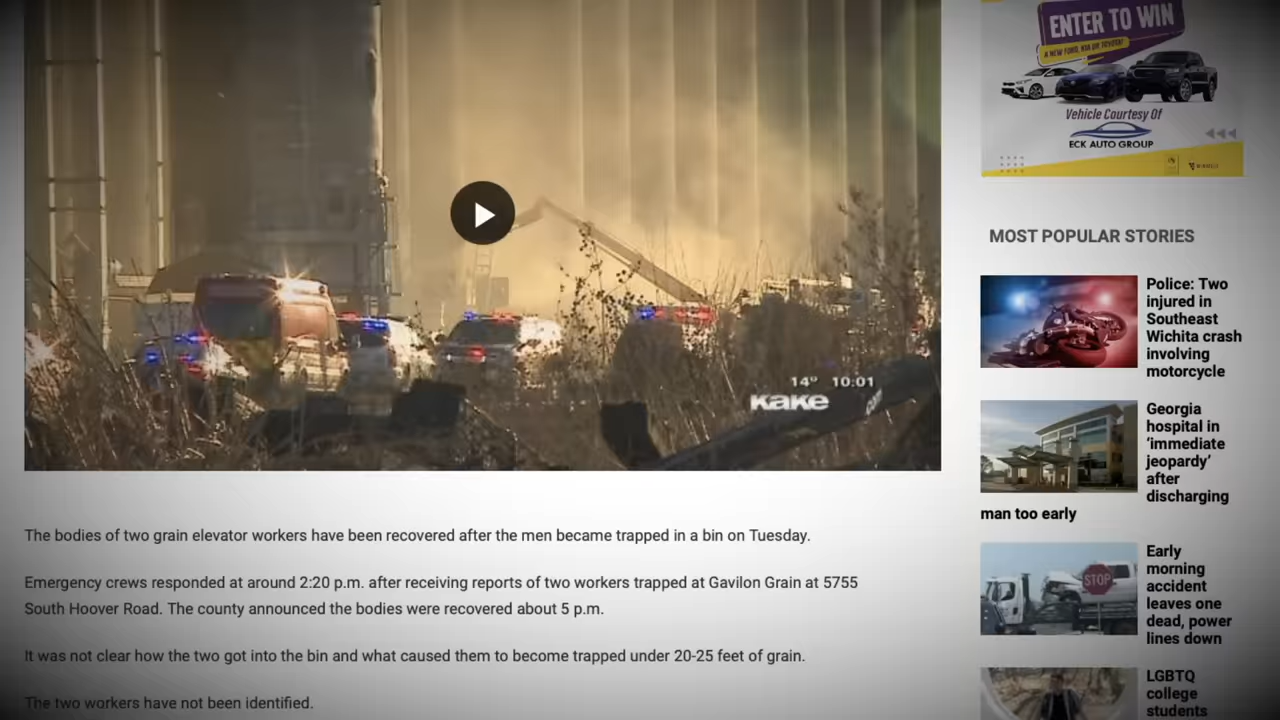 14° 10:01
KAKE
.com
The bodies of two grain elevator workers have been recovered after the men became trapped in a bin on Tuesday.
Emergency crews responded at around 2:20 p.m. after receiving reports of two workers trapped at Gavilon Grain at 5755
South Hoover Road. The county announced the bodies were recovered about 5 p.m.
It was not clear how the two got into the bin and what caused them to become trapped under 20-25 feet of grain.
The two workers have not been identified.
ENTER TO WIN
A NEW FORD, KIA OR TOYOTA!
Vehicle Courtesy Of
ECK AUTO GROUP
MOST POPULAR STORIES
Police: Two
injured in
Southeast
Wichita crash
involving
motorcycle
Georgia
hospital in
‘immediate
jeopardy’
after
discharging
man too early
STOP
Early
morning
accident
leaves one
dead, power
lines down
LGBTQ
college
students